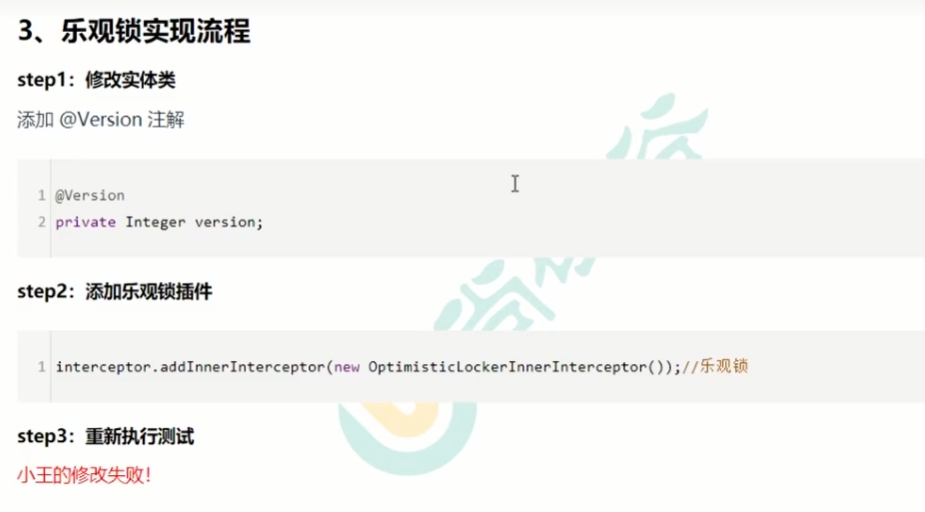 3、乐观锁实现流程
step1：修改实体类
添加 @Version 注解
1 @Version
2 private Integer version;
step2：添加乐观锁插件
1 interceptor.addInnerInterceptor(new OptimisticLockerInnerInterceptor());//乐观锁
step3：重新执行测试
小王的修改失败！